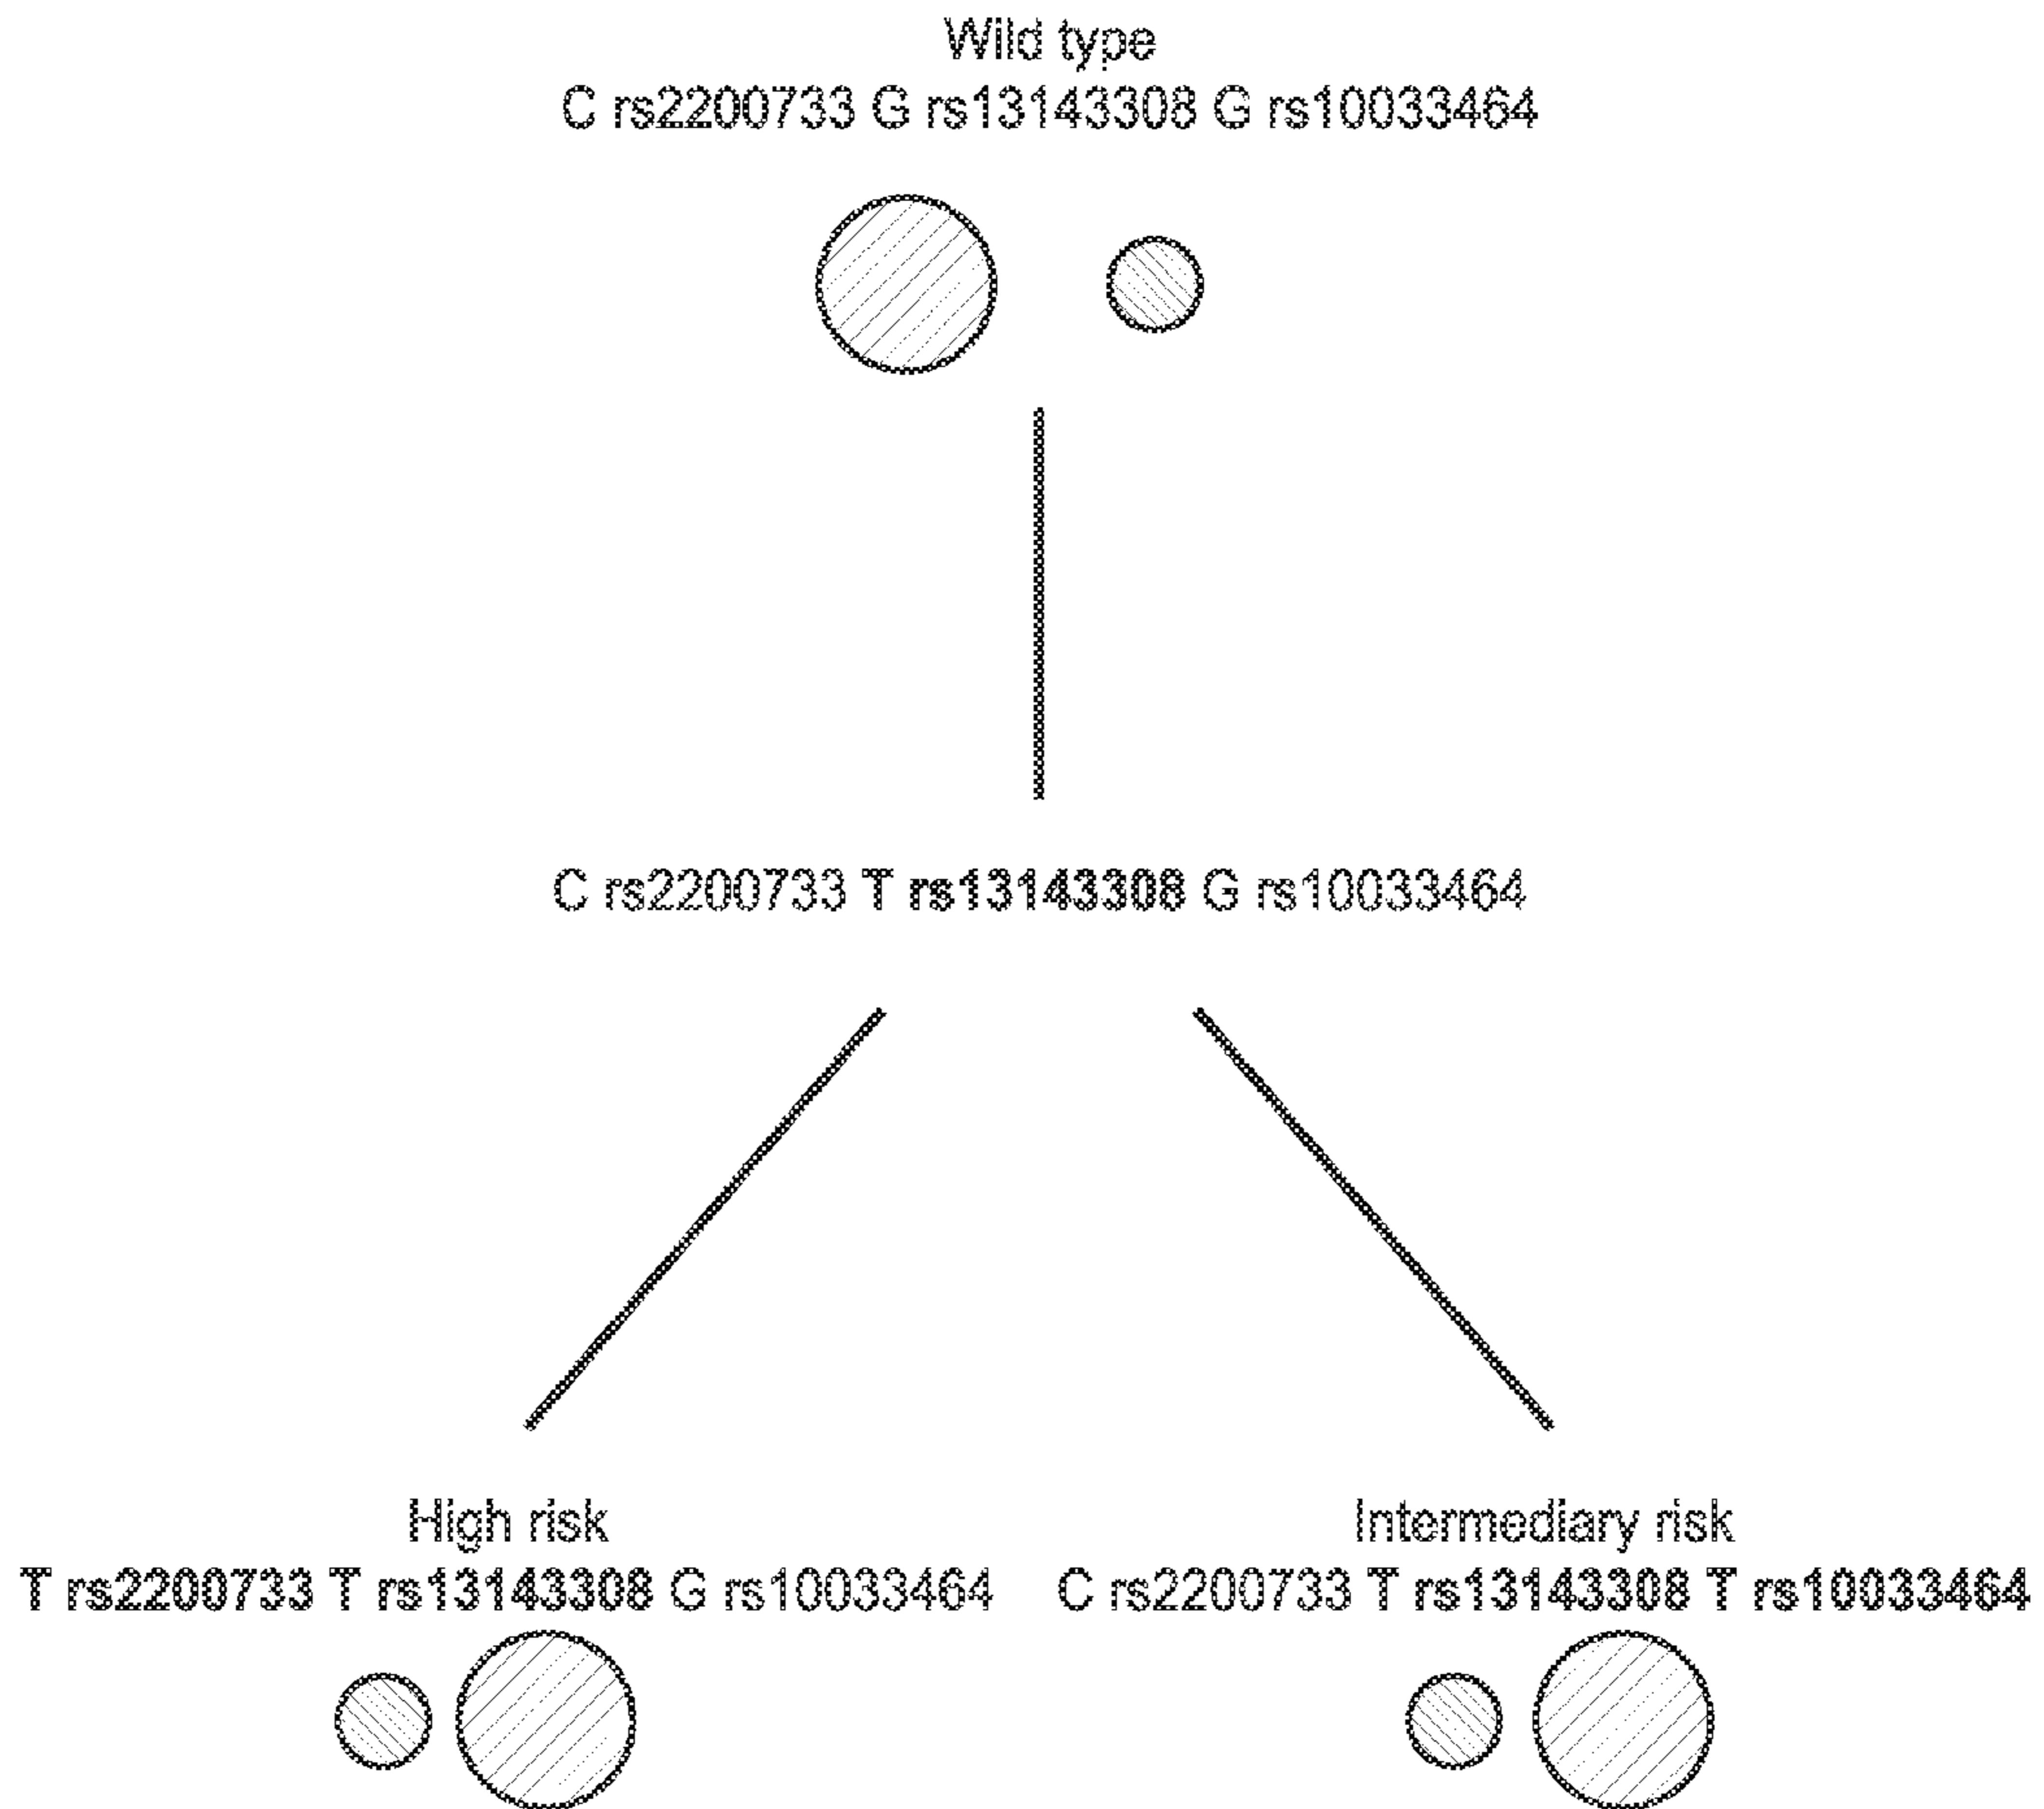 Wild type
C rs2200733 G rs13143308 G rs10033464
C rs2200733 T rs13143308 G rs10033464
High risk
T rs2200733 T rs13143308 G rs10033464
Intermediary risk
C rs2200733 T rs13143308 T rs10033464